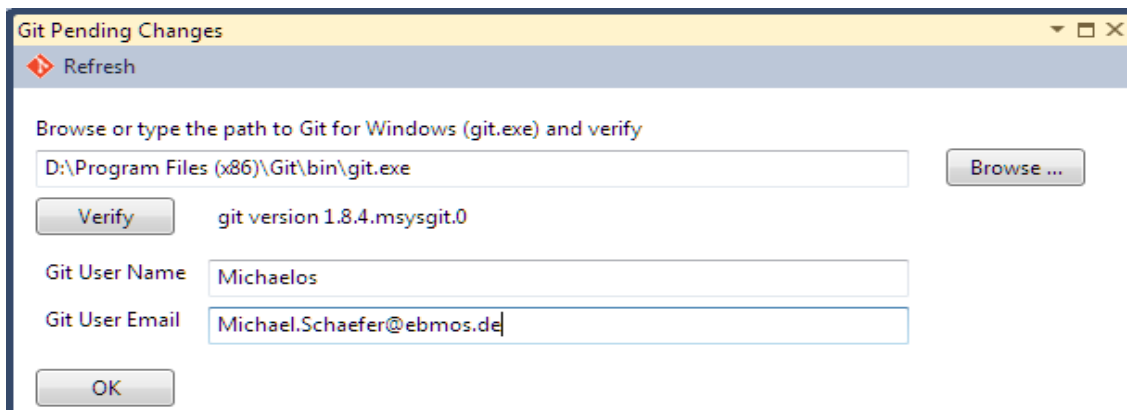 Git Pending Changes
Refresh
Browse or type the path to Git for Windows (git.exe) and verify
D:\Program Files (x86)\Git\bin\git.exe Browse ...
Verify git version 1.8.4.msysgit.0
Git User Name Michaelos
Git User Email Michael.Schaefer@ebmos.de
OK